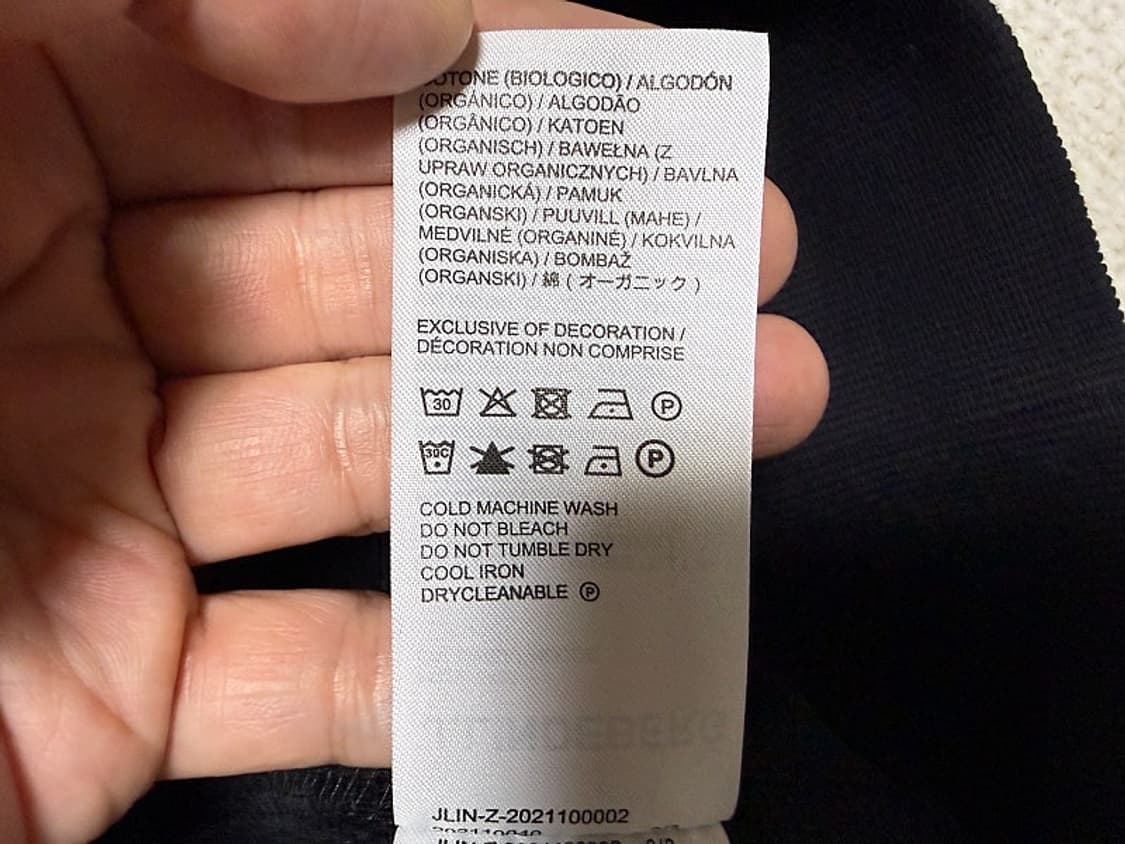 COTONE (BIOLOGICO) / ALGODÓN
(ORGÁNICO) / ALGODÃO
(ORGÂNICO) / KATOEN
(ORGANISCH) / BAWEŁNA (Z
UPRAW ORGANICZNYCH) / BAVLNA
(ORGANICKÁ) / PAMUK
(ORGANSKI) / PUUVILL (MAHE) /
MEDVILNĖ (ORGANINĖ) / KOKVILNA
(ORGANISKA) / BOMBAŽ
(ORGANSKI) / 綿 ( オーガニック )
EXCLUSIVE OF DECORATION /
DÉCORATION NON COMPRISE
30 P
30C P
COLD MACHINE WASH
DO NOT BLEACH
DO NOT TUMBLE DRY
COOL IRON
DRYCLEANABLE Ⓟ
JLIN-Z-2021100002